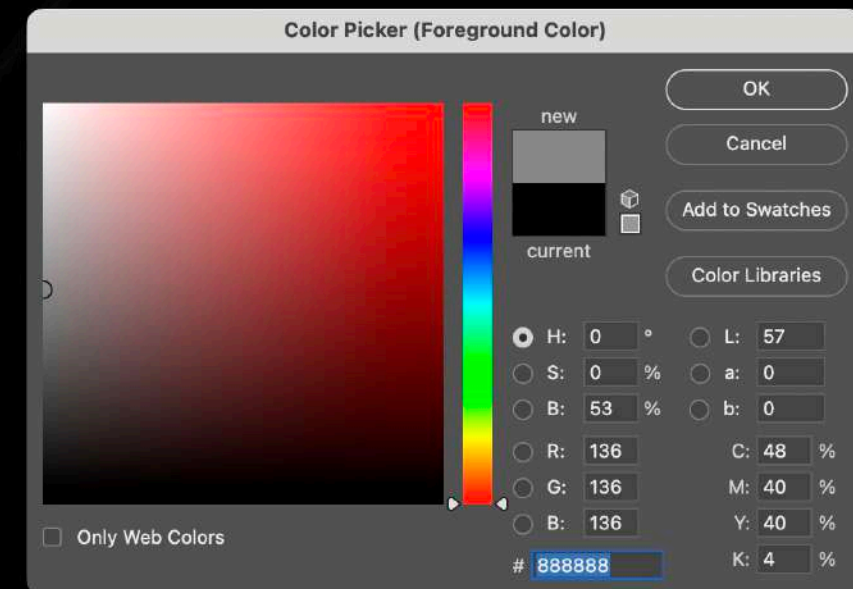 Color Picker (Foreground Color)
new
current
OK
Cancel
Add to Swatches
Color Libraries
H: 0 ° L: 57
S: 0 % a: 0
B: 53 % b: 0
R: 136 C: 48 %
G: 136 M: 40 %
B: 136 Y: 40 %
# 888888 K: 4 %
Only Web Colors